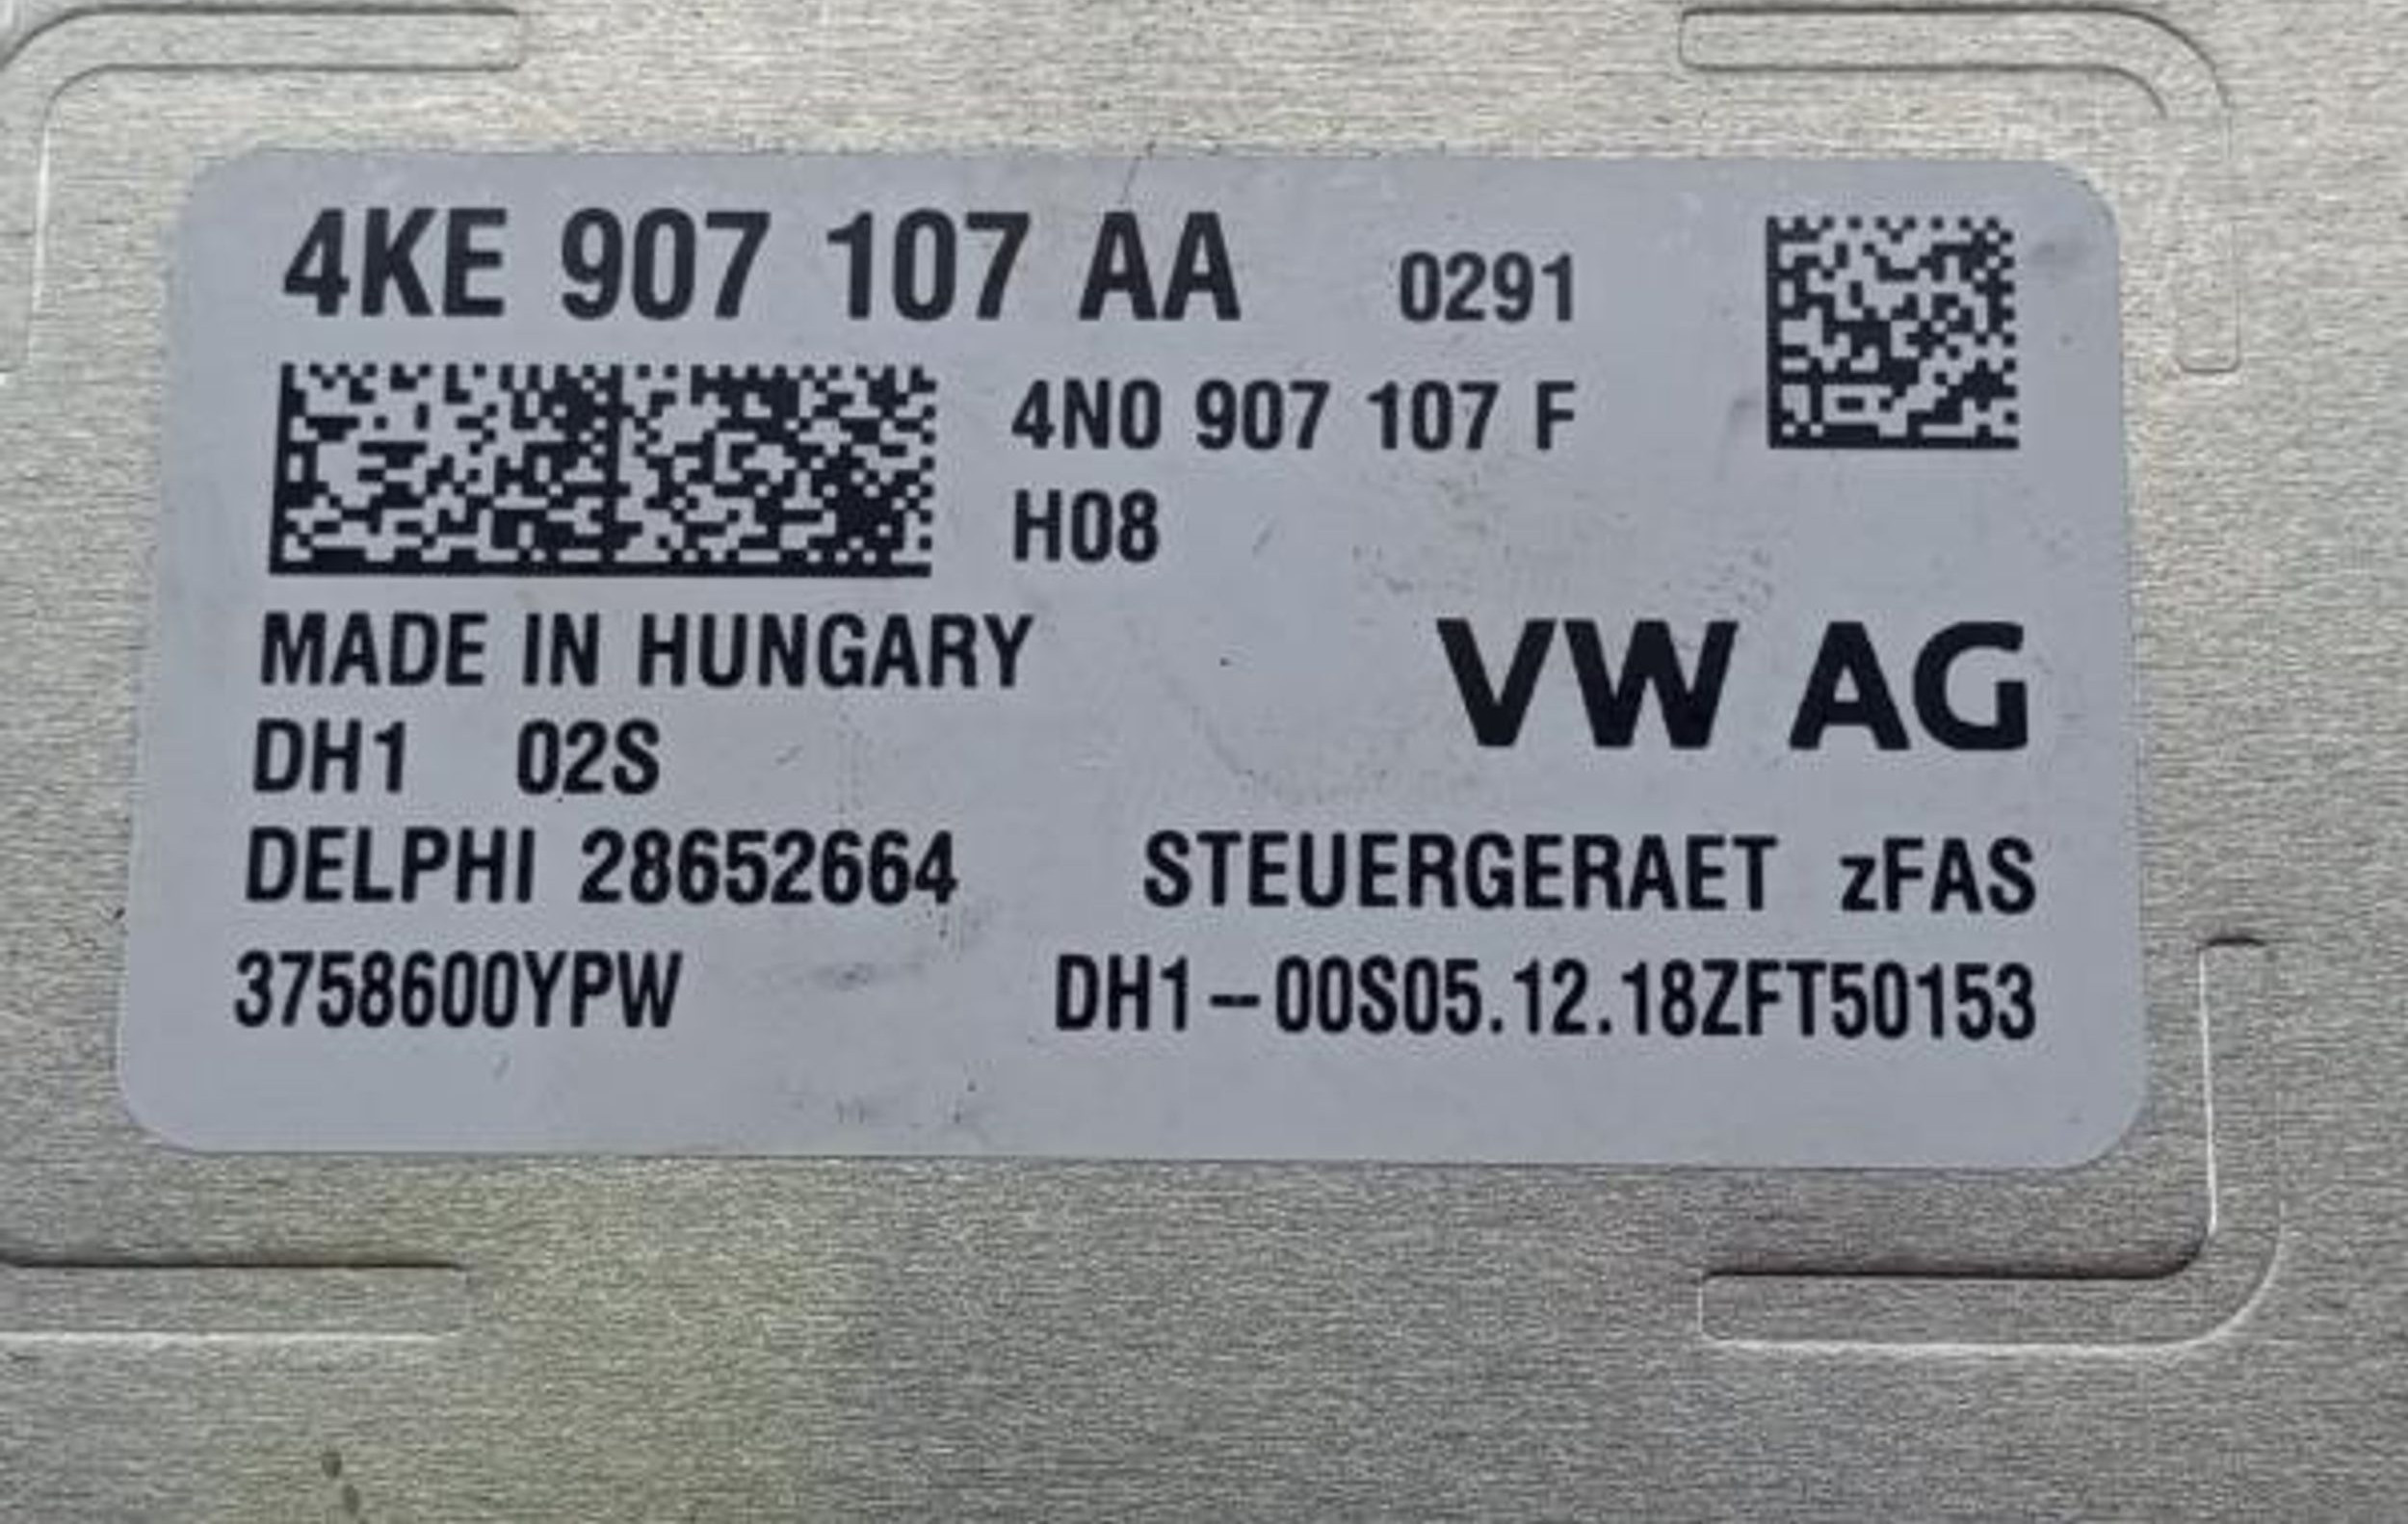 4KE 907 107 AA 0291
4N0 907 107 F
H08
MADE IN HUNGARY
VW AG
DH1 02S
DELPHI 28652664
STEUERGERAET zFAS
3758600YPW
DH1-00S05.12.18ZFT50153